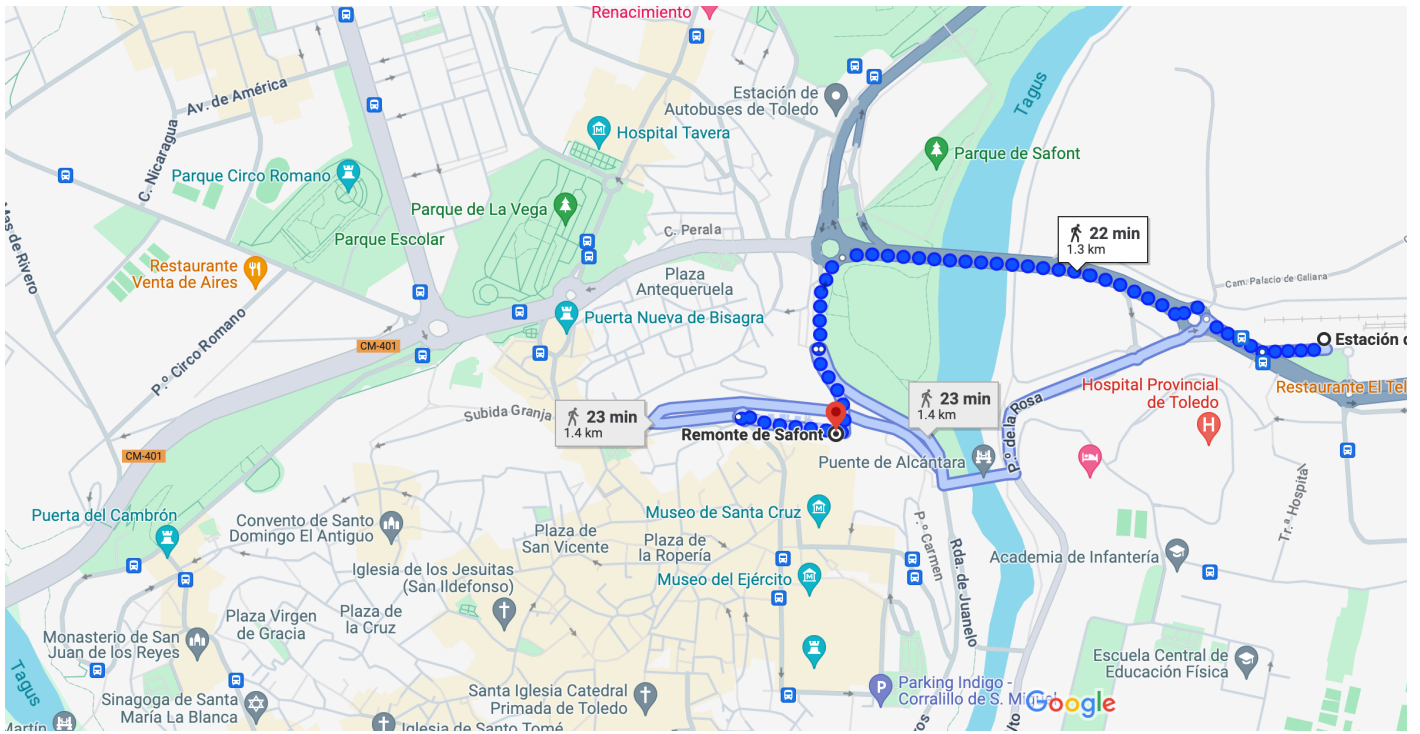 Renacimiento
Estación de
Autobuses de Toledo
Tagus
Av. de América
C. Nicaragua
Hospital Tavera
Parque de Safont
Parque Circo Romano
Parque de La Vega
C. Perala
22 min
1.3 km
Mas de Rivero
Parque Escolar
Restaurante
Venta de Aires
Plaza
Antequeruela
Cam. Palacio de Galiana
Puerta Nueva de Bisagra
P.º Circo Romano
CM-401
Estación d
Restaurante El Tel
Hospital Provincial
de Toledo
Subida Granja
23 min
1.4 km
23 min
1.4 km
P.º de la Rosa
Remonte de Safont
CM-401
Puente de Alcántara
Puerta del Cambrón
Convento de Santo
Domingo El Antiguo
Plaza de
San Vicente
Museo de Santa Cruz
Plaza de
la Ropería
P.º Carmen
Rda. de Juanelo
Tr.ª Hospital
Academia de Infantería
Iglesia de los Jesuitas
(San Ildefonso)
Museo del Ejército
Plaza Virgen
de Gracia
Plaza de
la Cruz
Monasterio de San
Juan de los Reyes
Escuela Central de
Educación Física
Tagus
Sinagoga de Santa
María La Blanca
Santa Iglesia Catedral
Primada de Toledo
Parking Indigo -
Corralillo de S. Miguel
Google
Martín
Iglesia de Santo Tomé
ros